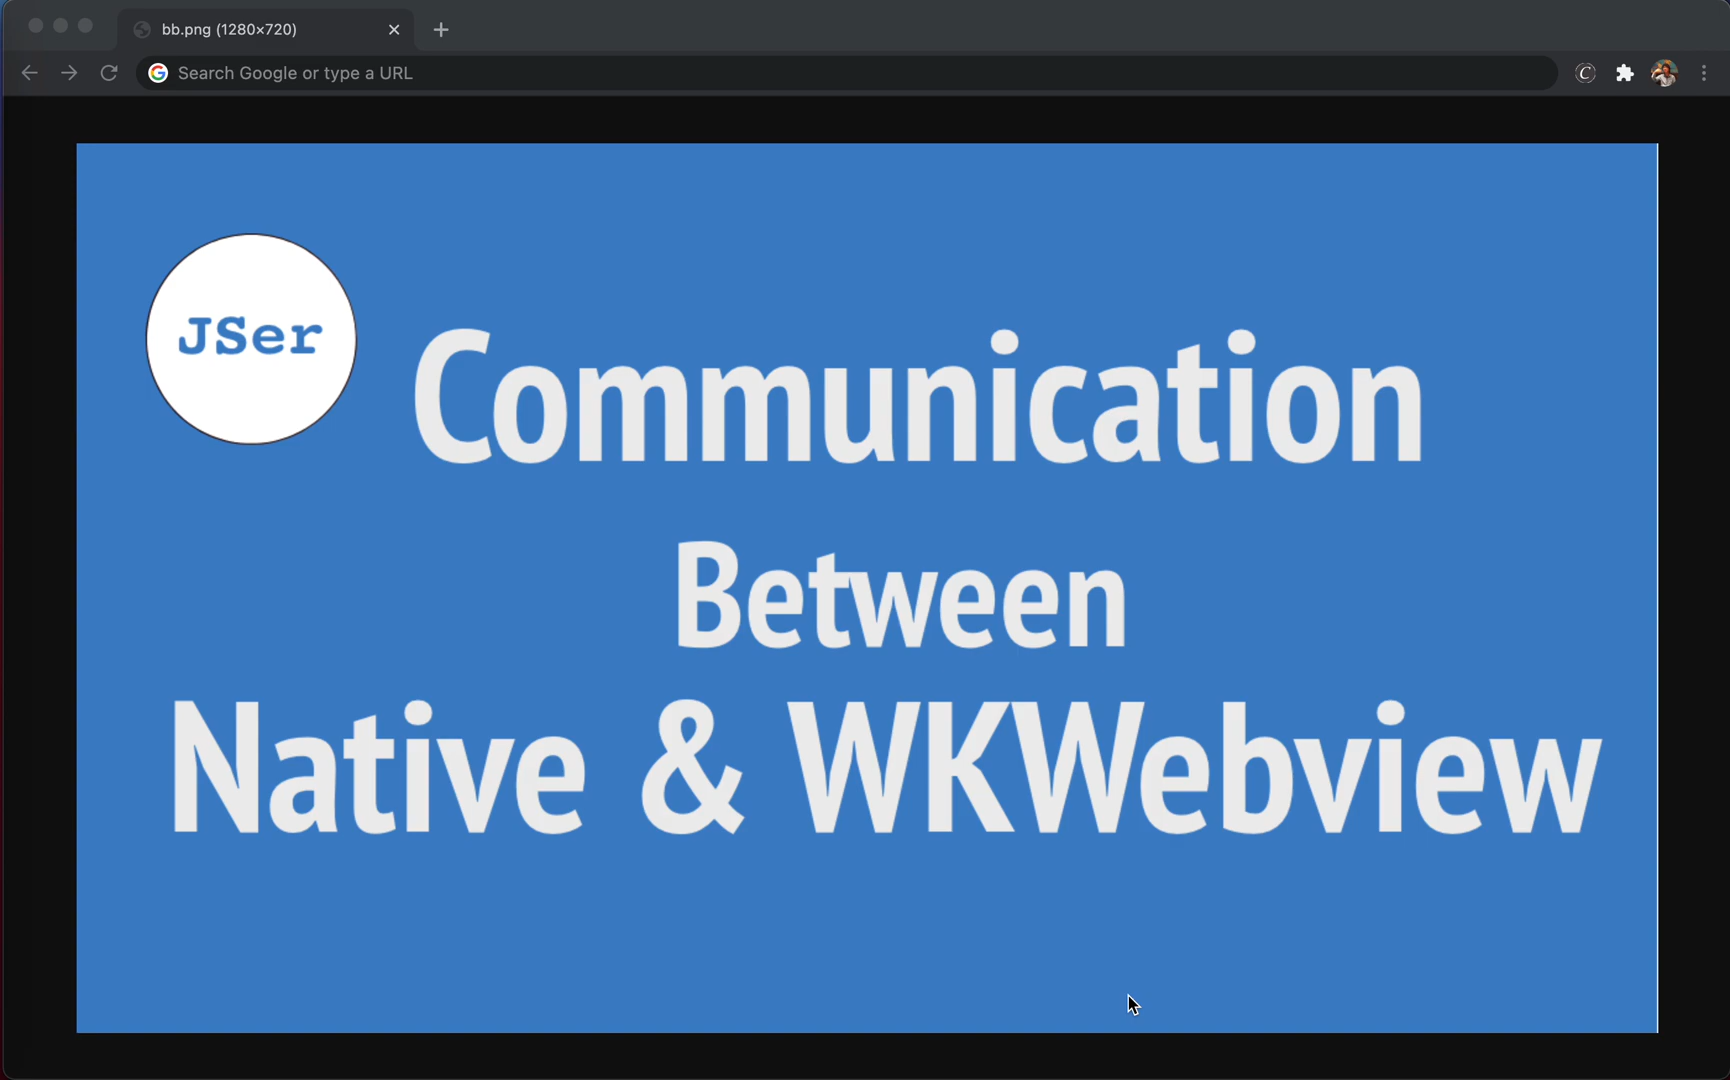 bb.png (1280×720)
Search Google or type a URL
JSer
Communication
Between
Native & WKWebview